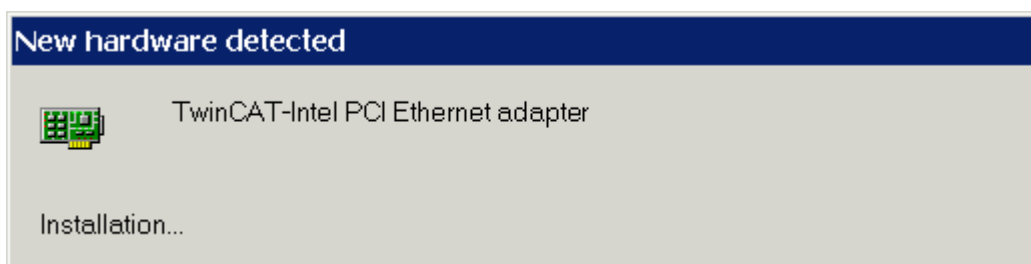 New hardware detected
TwinCAT-Intel PCI Ethernet adapter
Installation...